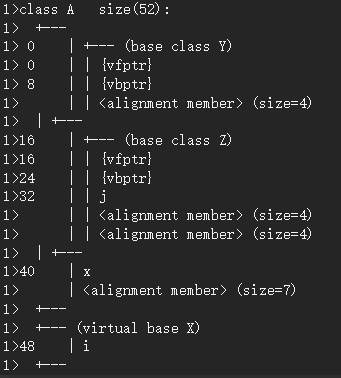 1>class A	size(52):
1>	+---
1> 0	| +--- (base class Y)
1> 0	| | {vfptr}
1> 8	| | {vbptr}
1>	| | <alignment member> (size=4)
1>	| +---
1>16	| +--- (base class Z)
1>16	| | {vfptr}
1>24	| | {vbptr}
1>32	| | j
1>	| | <alignment member> (size=4)
1>	| | <alignment member> (size=4)
1>	| +---
1>40	| x
1>	| <alignment member> (size=7)
1>	+---
1>	+--- (virtual base X)
1>48	| i
1>	+---